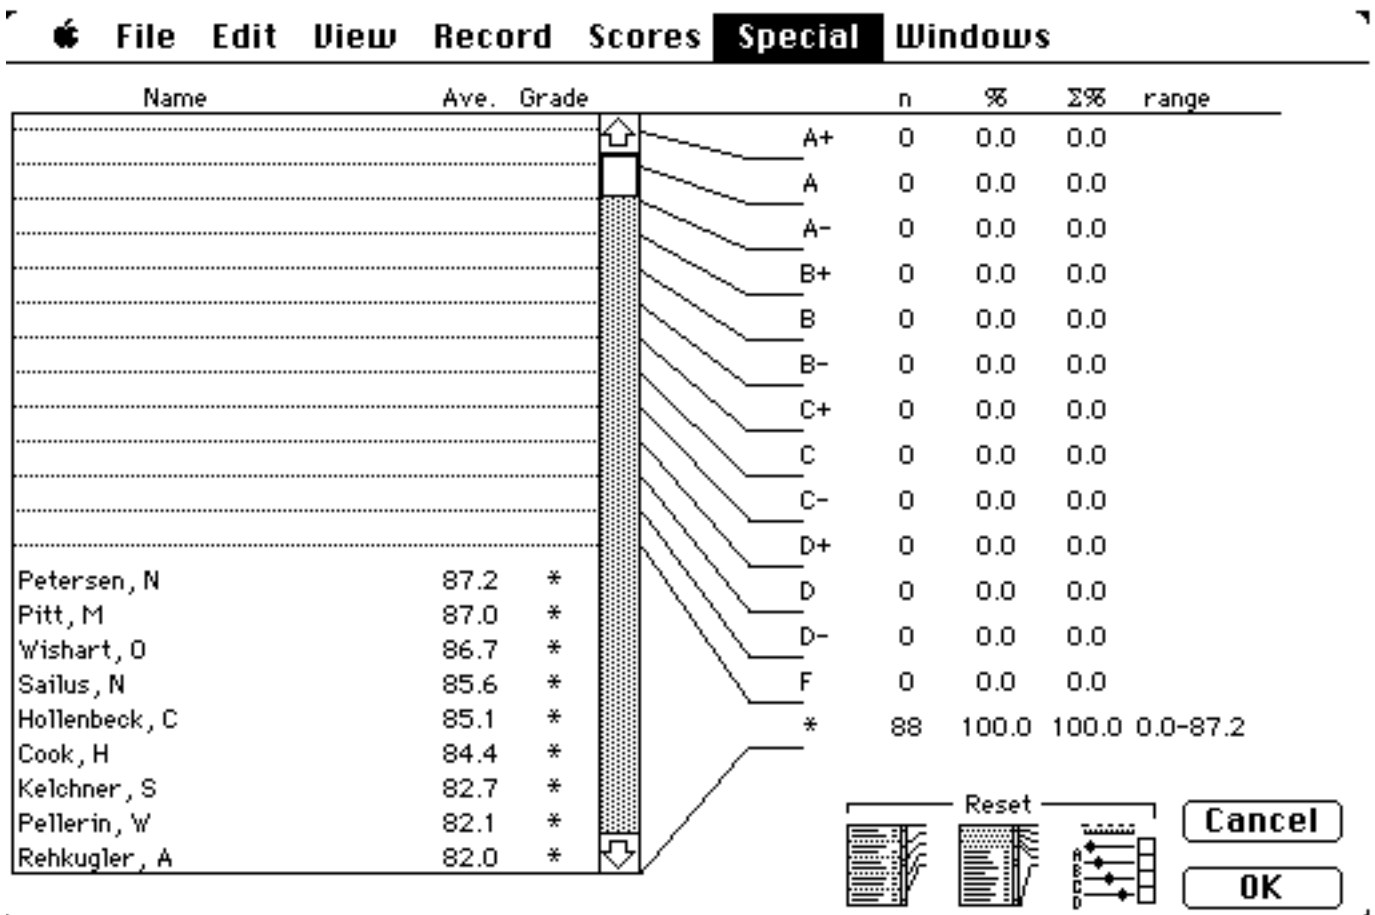 File Edit View Record Scores Special Windows
Name Ave. Grade n % Σ% range
A+ 0 0.0 0.0
A 0 0.0 0.0
A- 0 0.0 0.0
B+ 0 0.0 0.0
B 0 0.0 0.0
B- 0 0.0 0.0
C+ 0 0.0 0.0
C 0 0.0 0.0
C- 0 0.0 0.0
D+ 0 0.0 0.0
Petersen, N 87.2 *
D 0 0.0 0.0
Pitt, M 87.0 *
D- 0 0.0 0.0
Wishart, O 86.7 *
F 0 0.0 0.0
Sailus, N 85.6 *
Hollenbeck, C 85.1 *
* 88 100.0 100.0 0.0-87.2
Cook, H 84.4 *
Kelchner, S 82.7 *
Pellerin, W 82.1 *
Rehkugler, A 82.0 *
Reset
A
B
C
D
Cancel
OK